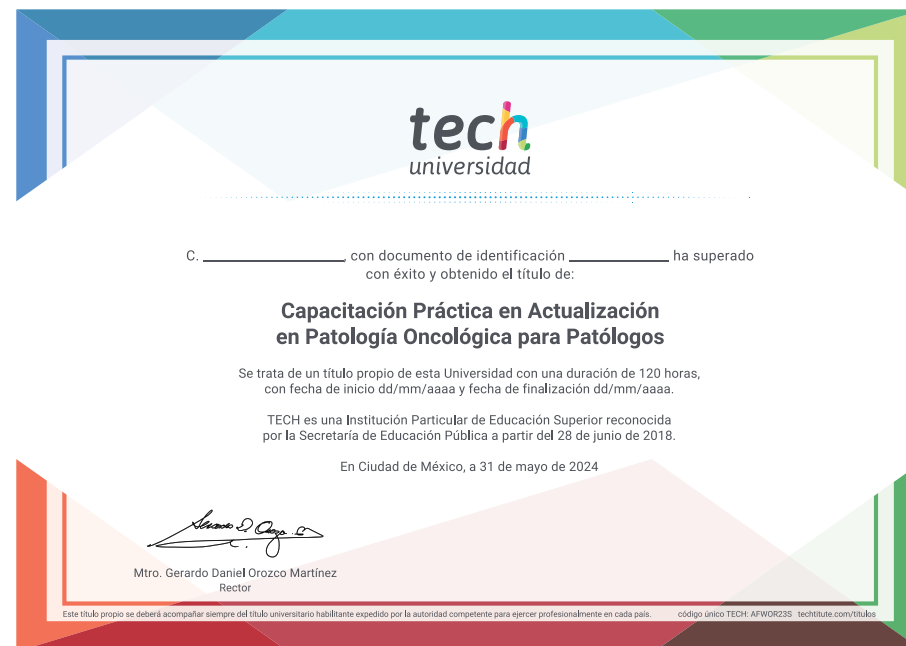 tech
universidad
C. ____________________, con documento de identificación ______________ ha superado
con éxito y obtenido el título de:
Capacitación Práctica en Actualización
en Patología Oncológica para Patólogos
Se trata de un título propio de esta Universidad con una duración de 120 horas,
con fecha de inicio dd/mm/aaaa y fecha de finalización dd/mm/aaaa.
TECH es una Institución Particular de Educación Superior reconocida
por la Secretaría de Educación Pública a partir del 28 de junio de 2018.
En Ciudad de México, a 31 de mayo de 2024
Mtro. Gerardo Daniel Orozco Martínez
Rector
Este título propio se deberá acompañar siempre del título universitario habilitante expedido por la autoridad competente para ejercer profesionalmente en cada país. código único TECH: AFWOR23S techtitute.com/titulos